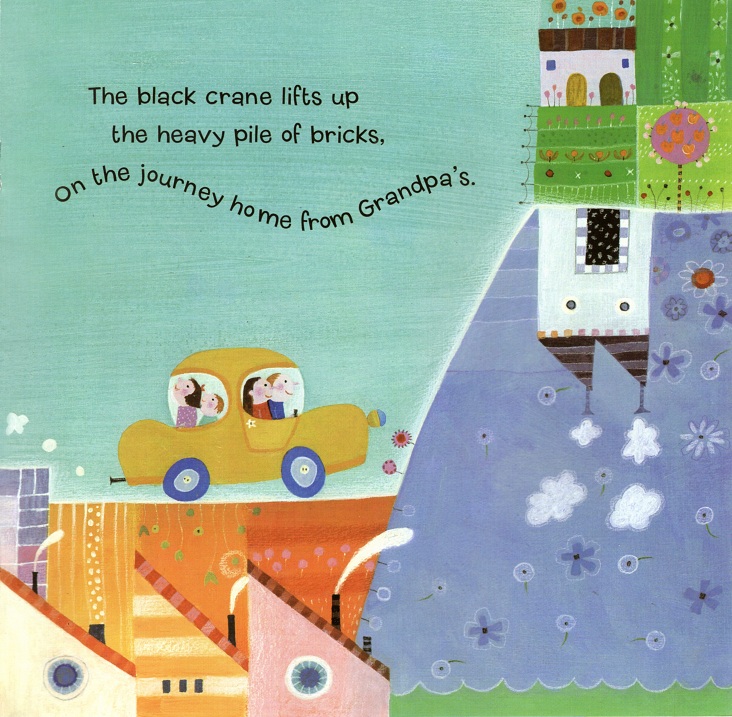 The black crane lifts up
the heavy pile of bricks,
On the journey home from Grandpa's.